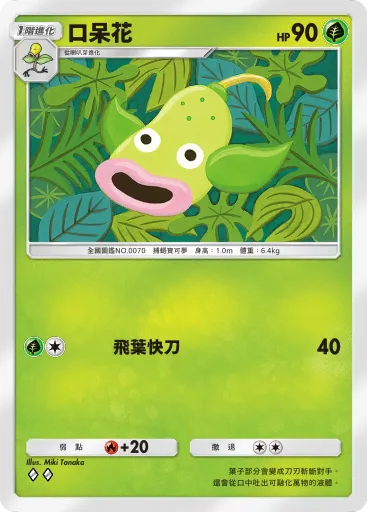 1階進化
口呆花
HP 90
從喇叭芽進化
全國圖鑑NO.0070 捕蠅寶可夢 身高：1.0m 體重：6.4kg
飛葉快刀 40
弱點 +20 撤退
Illus. Miki Tanaka
葉子部分會變成刀刃斬斷對手。
還會從口中吐出可融化萬物的液體。